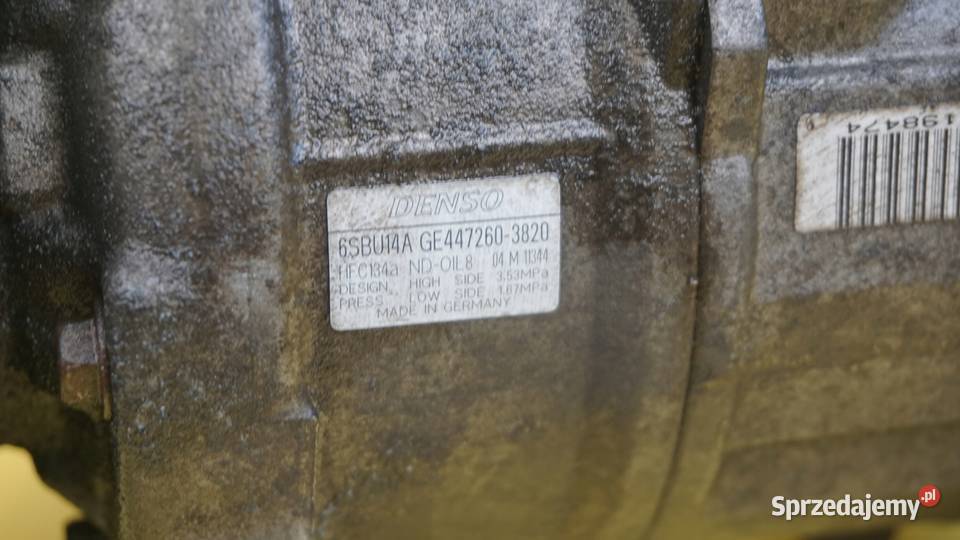 DENSO
6SBU14A GE447260-3820
HFC134a ND-OIL8 04 M 11344
DESIGN HIGH SIDE 3.53MPa
PRESS. LOW SIDE 1.87MPa
MADE IN GERMANY
198474
Sprzedajemy.pl